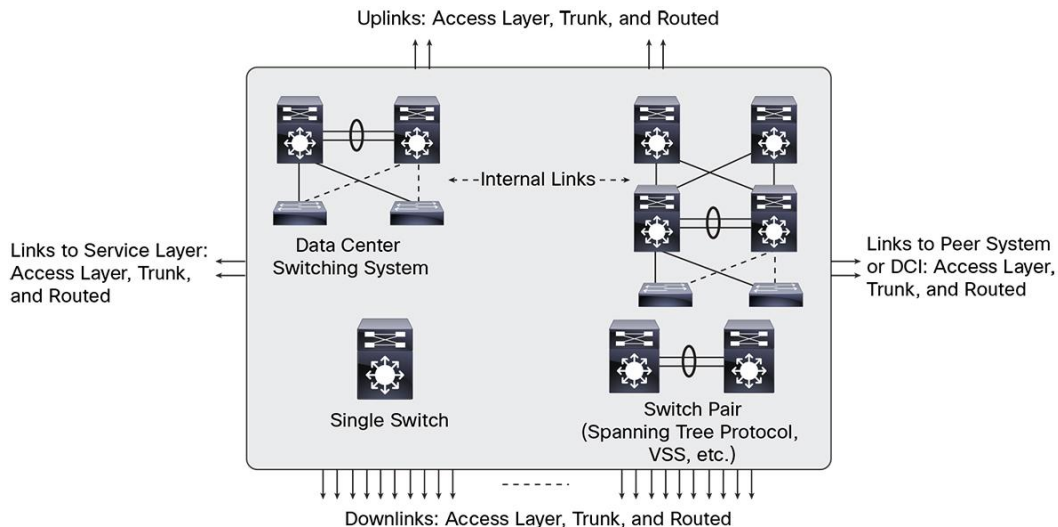 Uplinks: Access Layer, Trunk, and Routed
Internal Links
Data Center
Switching System
Links to Service Layer:
Access Layer, Trunk,
and Routed
Links to Peer System
or DCI: Access Layer,
Trunk, and Routed
Single Switch
Switch Pair
(Spanning Tree Protocol,
VSS, etc.)
Downlinks: Access Layer, Trunk, and Routed